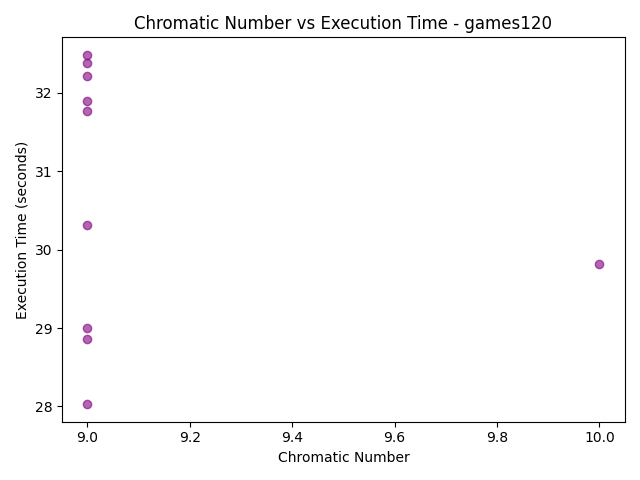 Chromatic Number vs Execution Time - games120
Execution Time (seconds)
32
31
30
29
28
9.0 9.2 9.4 9.6 9.8 10.0
Chromatic Number